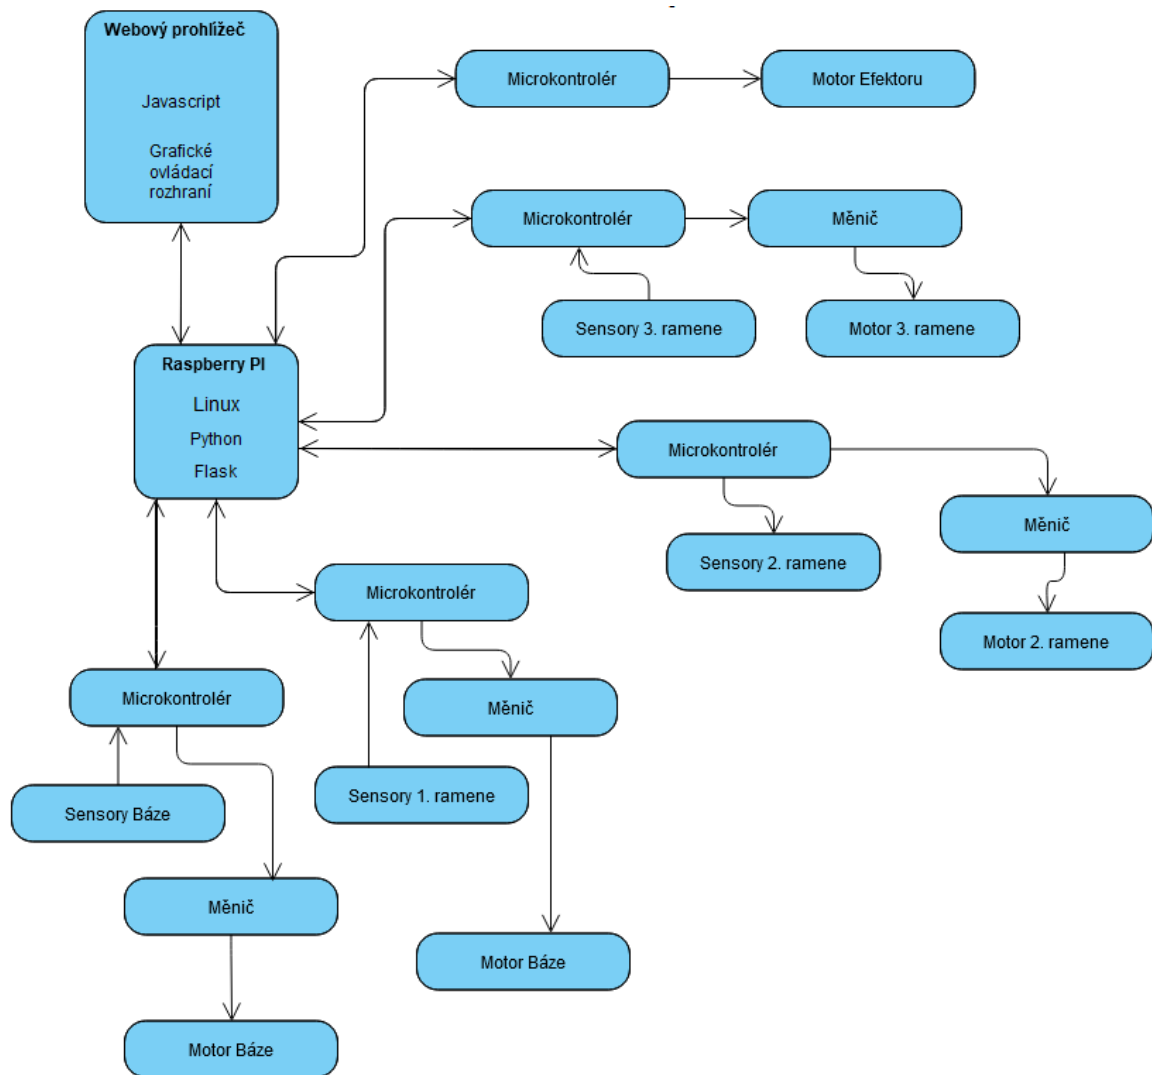 Webový prohlížeč
Javascript
Grafické
ovládací
rozhraní
Microkontrolér
Motor Efektoru
Microkontrolér
Měnič
Sensory 3. ramene
Motor 3. ramene
Raspberry PI
Linux
Python
Flask
Microkontrolér
Měnič
Sensory 2. ramene
Motor 2. ramene
Microkontrolér
Měnič
Sensory 1. ramene
Motor Báze
Microkontrolér
Sensory Báze
Měnič
Motor Báze